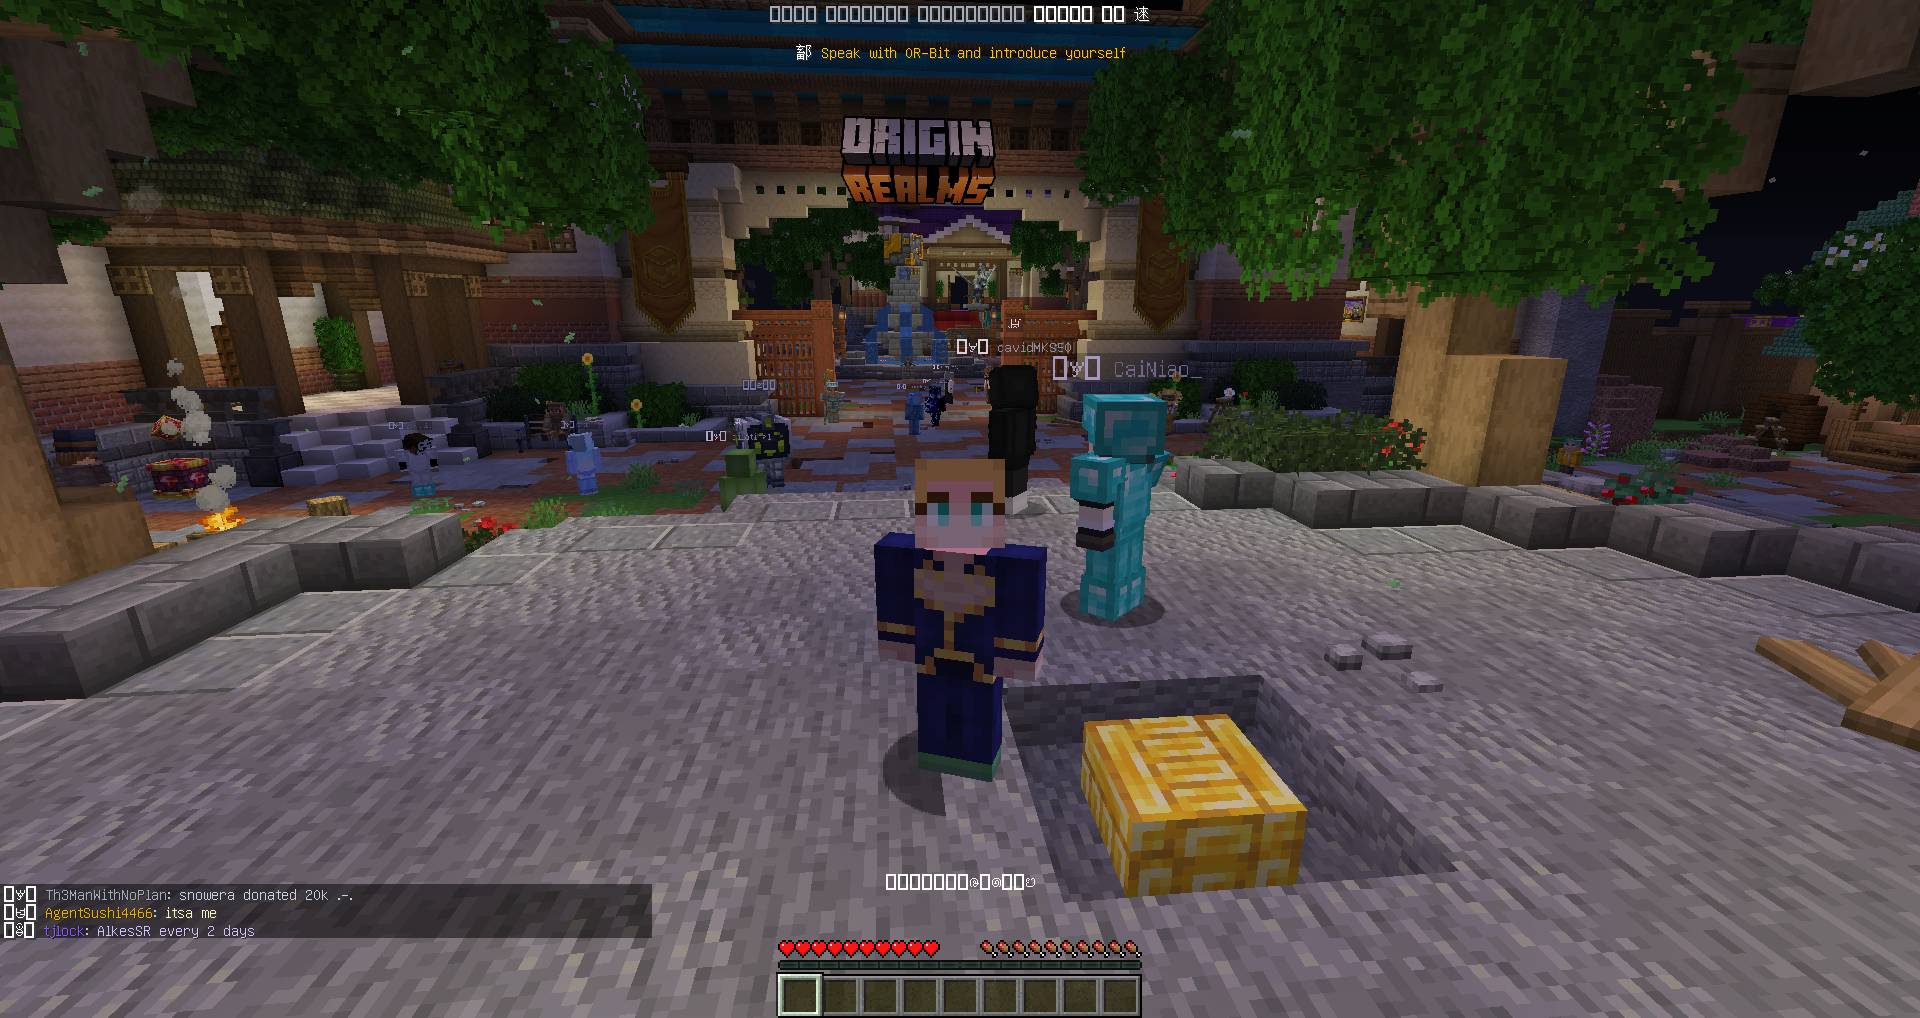 速
Speak with OR-Bit and introduce yourself
ORIGIN
REALMS
CaiNiao_
Th3ManWithNoPlan: snowera donated 20k .-.
AgentSushi4466: itsa me
tjlock: AlkesSR every 2 days